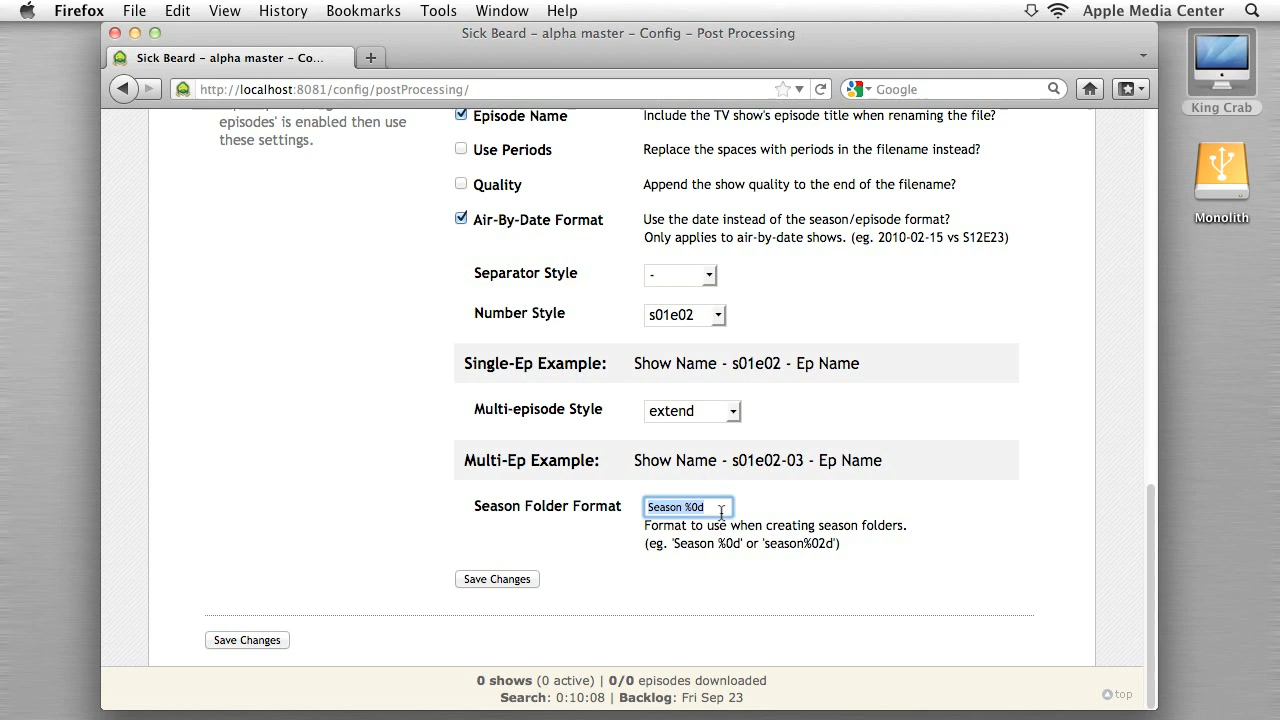 Firefox File Edit View History Bookmarks Tools Window Help Apple Media Center
Sick Beard – alpha master – Config – Post Processing
Sick Beard – alpha master – Co...
http://localhost:8081/config/postProcessing/
Google
King Crab
Monolith
episodes' is enabled then use
these settings.
Episode Name Include the TV show's episode title when renaming the file?
Use Periods Replace the spaces with periods in the filename instead?
Quality Append the show quality to the end of the filename?
Air-By-Date Format Use the date instead of the season/episode format?
Only applies to air-by-date shows. (eg. 2010-02-15 vs S12E23)
Separator Style -
Number Style s01e02
Single-Ep Example: Show Name - s01e02 - Ep Name
Multi-episode Style extend
Multi-Ep Example: Show Name - s01e02-03 - Ep Name
Season Folder Format Season %0d
Format to use when creating season folders.
(eg. 'Season %0d' or 'season%02d')
Save Changes
Save Changes
0 shows (0 active) | 0/0 episodes downloaded
Search: 0:10:08 | Backlog: Fri Sep 23
top